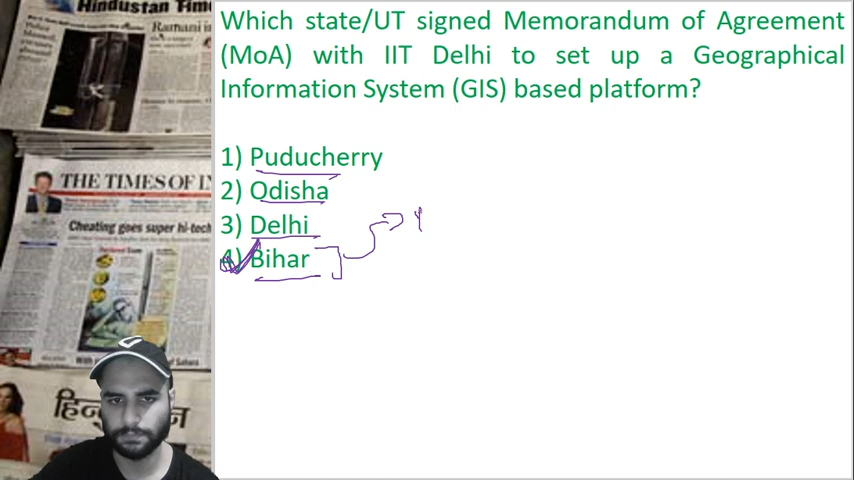 Hindustan Time
Ramani i
THE TIMES OF I
Cheating goes super hi-tech
Which state/UT signed Memorandum of Agreement
(MoA) with IIT Delhi to set up a Geographical
Information System (GIS) based platform?
1) Puducherry
2) Odisha
3) Delhi
4) Bihar